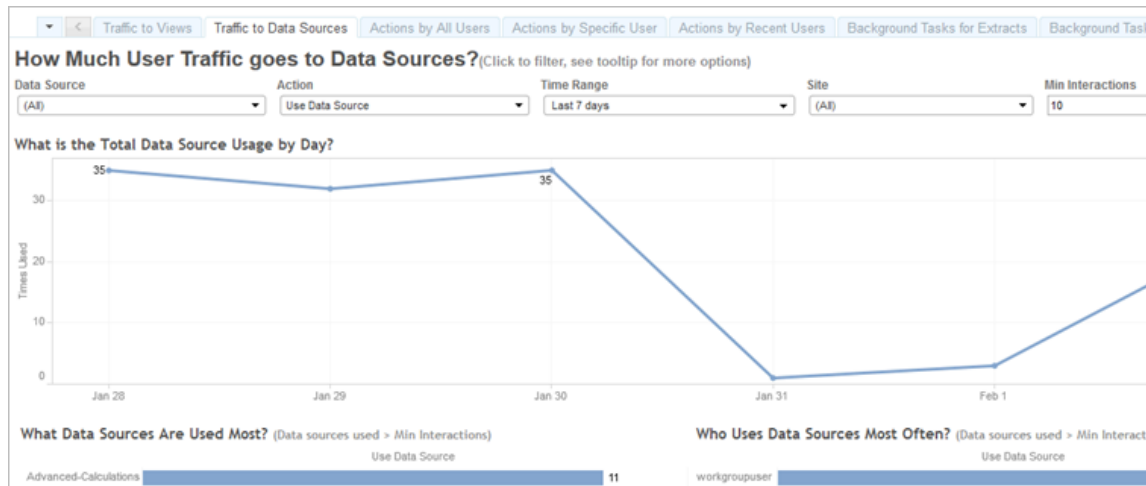 Traffic to Views Traffic to Data Sources Actions by All Users Actions by Specific User Actions by Recent Users Background Tasks for Extracts Background
How Much User Traffic goes to Data Sources?(Click to filter, see tooltip for more options)
Data Source Action Time Range Site Min Interactions
(All) Use Data Source Last 7 days (All) 10
What is the Total Data Source Usage by Day?
35
35
30
20
10
0
Times Used
Jan 28 Jan 29 Jan 30 Jan 31 Feb 1
What Data Sources Are Used Most? (Data sources used > Min Interactions) Who Uses Data Sources Most Often? (Data sources used > Min
Use Data Source Use Data Source
Advanced-Calculations 11 workgroupuser